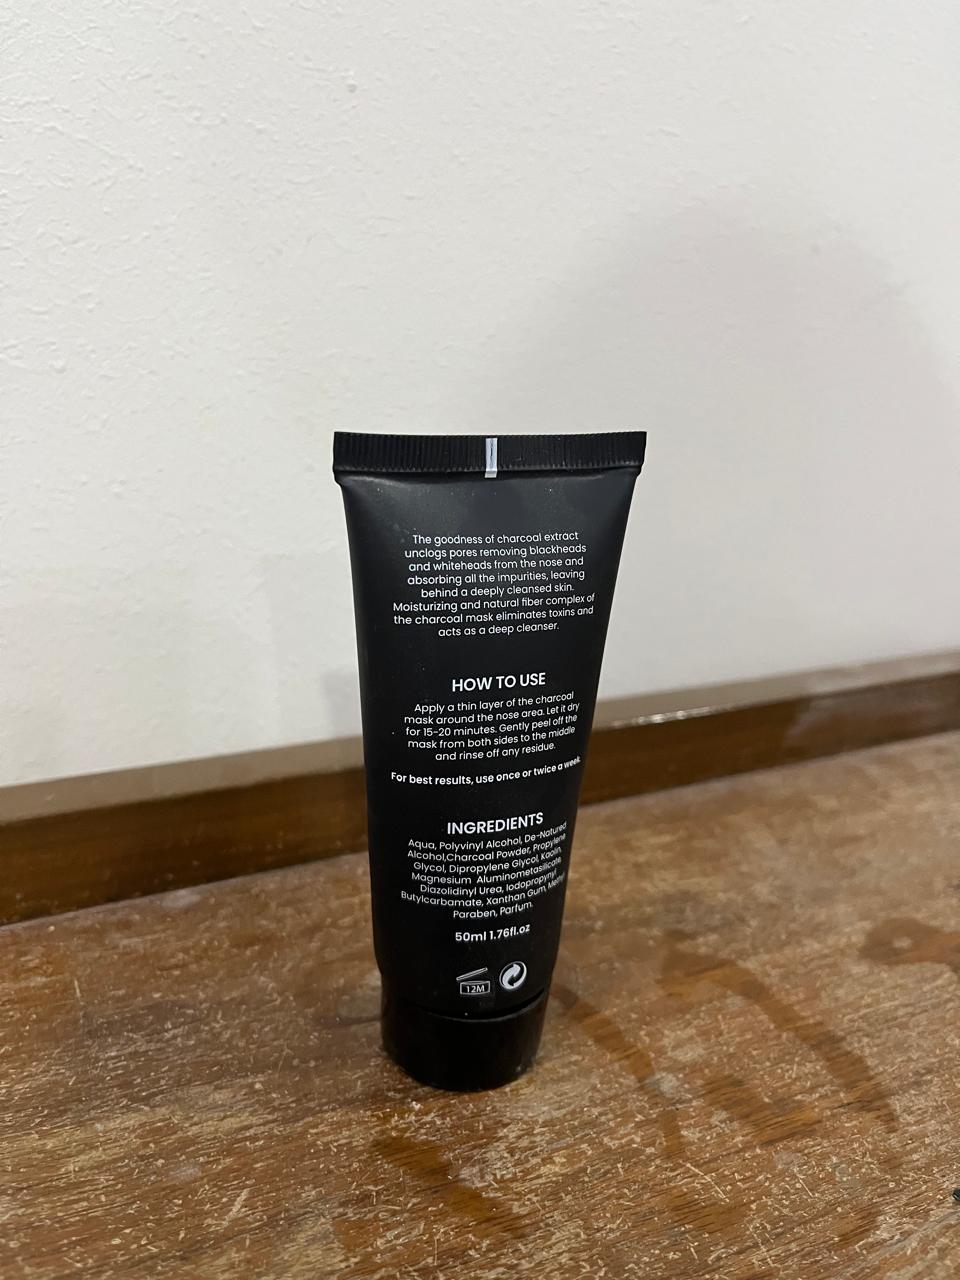 The goodness of charcoal extract
unclogs pores removing blackheads
and whiteheads from the nose and
absorbing all the impurities, leaving
behind a deeply cleansed skin.
Moisturizing and natural fiber complex of
the charcoal mask eliminates toxins and
acts as a deep cleanser.
HOW TO USE
Apply a thin layer of the charcoal
mask around the nose area. Let it dry
for 15-20 minutes. Gently peel off the
mask from both sides to the middle
and rinse off any residue.
For best results, use once or twice a week.
INGREDIENTS
Aqua, Polyvinyl Alcohol, De-Natured
Alcohol,Charcoal Powder, Propylene
Glycol, Dipropylene Glycol, Kaolin,
Magnesium Aluminometasilicate,
Diazolidinyl Urea, Iodopropynyl
Butylcarbamate, Xanthan Gum, Methyl
Paraben, Parfum.
50ml 1.76fl.oz
12M